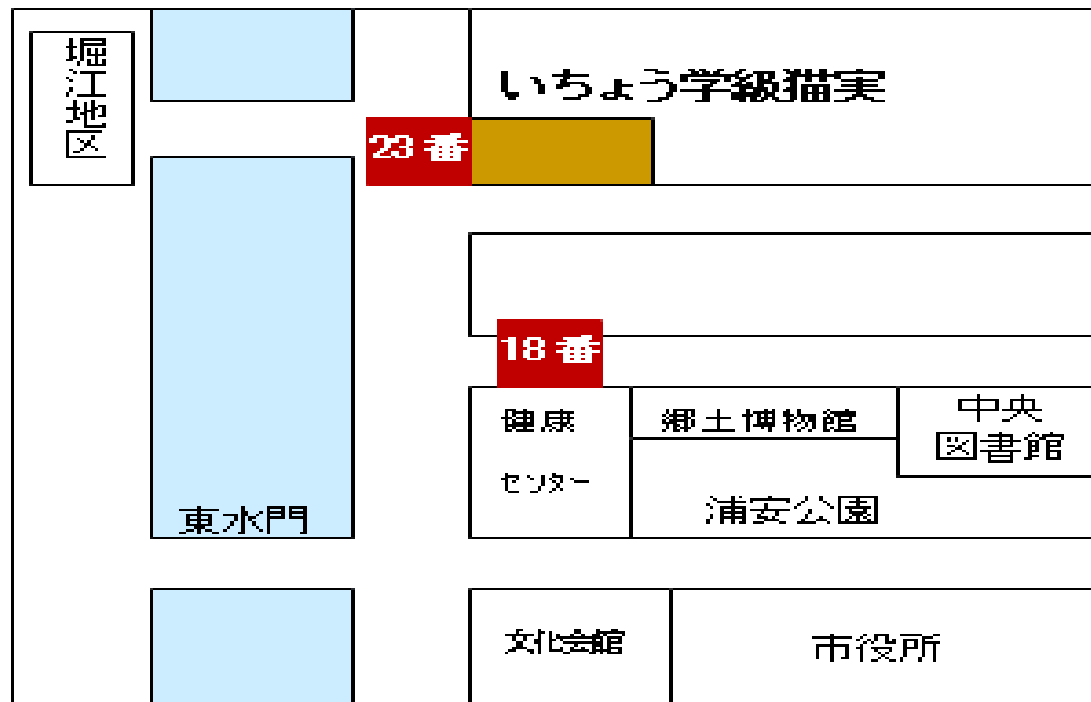 堀江地区
いちょう学級猫実
23番
18番
健康
センター
郷土博物館
中央
図書館
浦安公園
東水門
文化会館
市役所